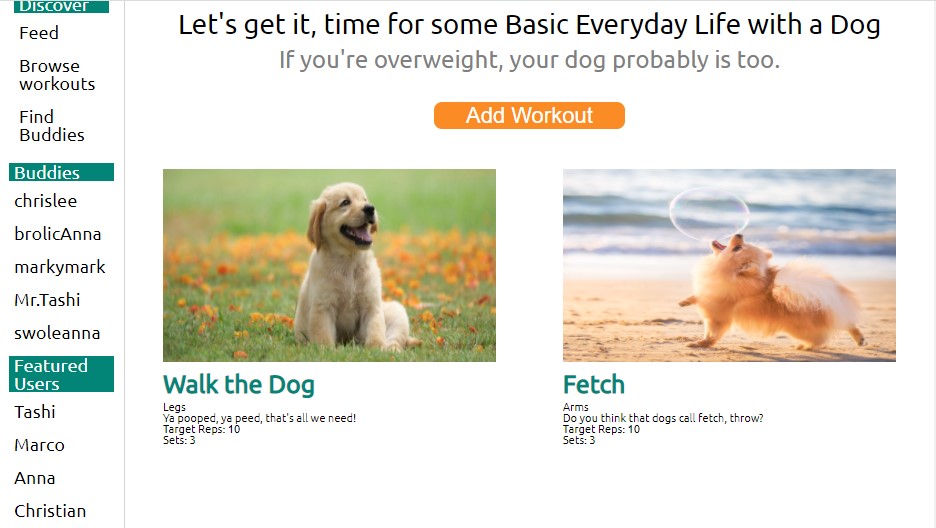 Discover
Feed
Browse
workouts
Find
Buddies
Buddies
chrislee
brolicAnna
markymark
Mr.Tashi
swoleanna
Featured
Users
Tashi
Marco
Anna
Christian
Let's get it, time for some Basic Everyday Life with a Dog
If you're overweight, your dog probably is too.
Add Workout
Walk the Dog
Legs
Ya pooped, ya peed, that's all we need!
Target Reps: 10
Sets: 3
Fetch
Arms
Do you think that dogs call fetch, throw?
Target Reps: 10
Sets: 3